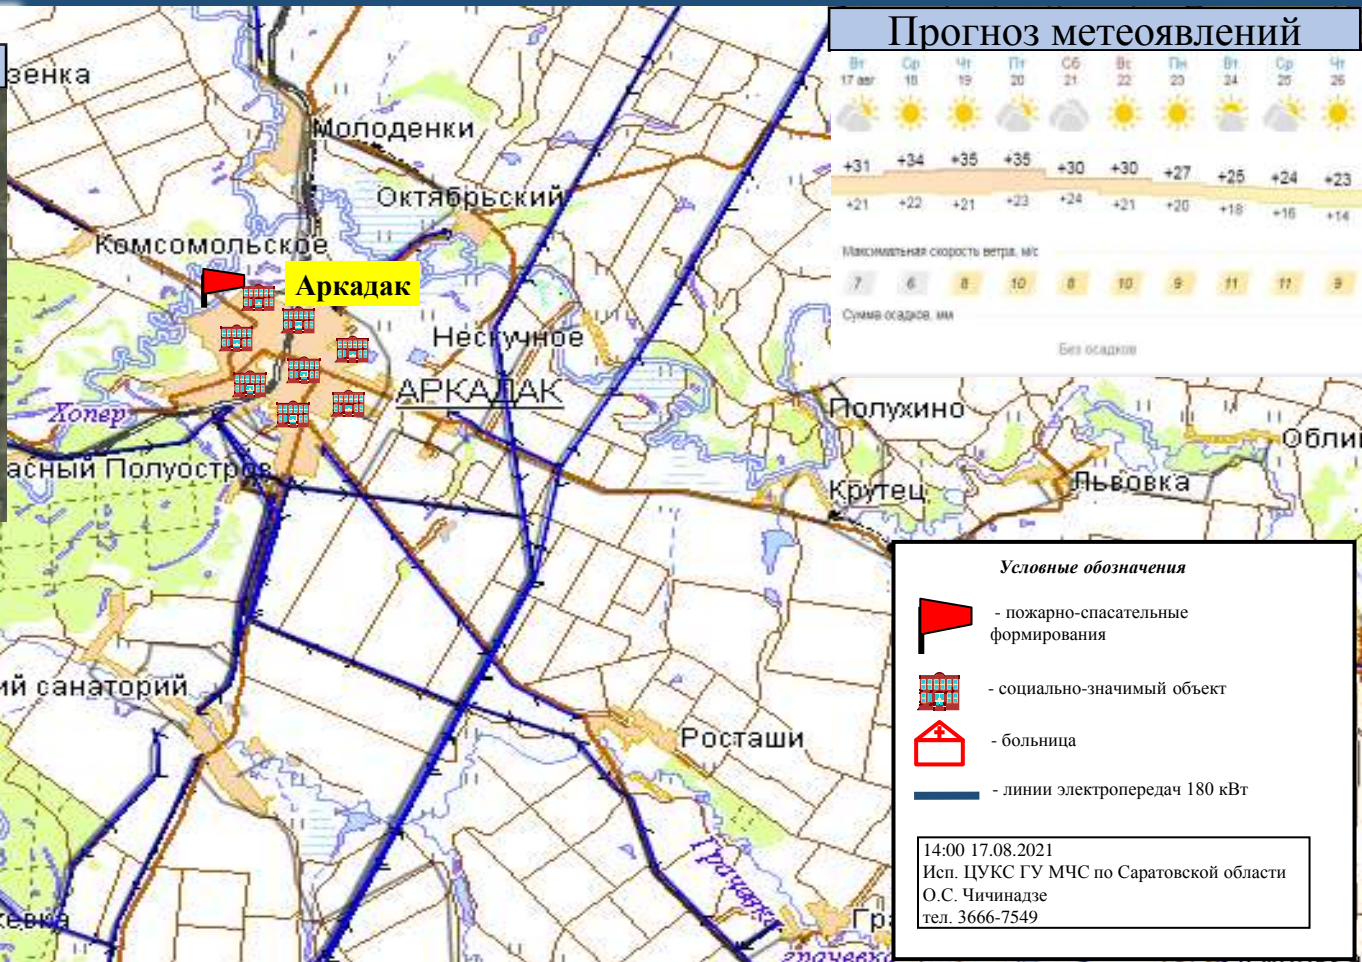 Прогноз метеоявлений
Вт Ср Чт Пт Сб Вс Пн Вт Ср Чт
17 авг 18 19 20 21 22 23 24 25 26
+31 +34 +35 +35 +30 +30 +27 +25 +24 +23
+21 +22 +21 +23 +24 +21 +20 +18 +16 +14
Максимальная скорость ветра, м/с
7 6 8 10 8 10 9 11 11 9
Сумма осадков, мм
Без осадков
зенка
Молоденки
Октябрьский
Комсомольское
Аркадак
Нескучное
АРКАДАК
Хопер
Полухино
Обли
асный Полуостров
Крутец
Львовка
ий санаторий
Росташи
Грачевка
Гра
грачевка
евка
Условные обозначения
- пожарно-спасательные
формирования
- социально-значимый объект
- больница
- линии электропередач 180 кВт
14:00 17.08.2021
Исп. ЦУКС ГУ МЧС по Саратовской области
О.С. Чичинадзе
тел. 3666-7549